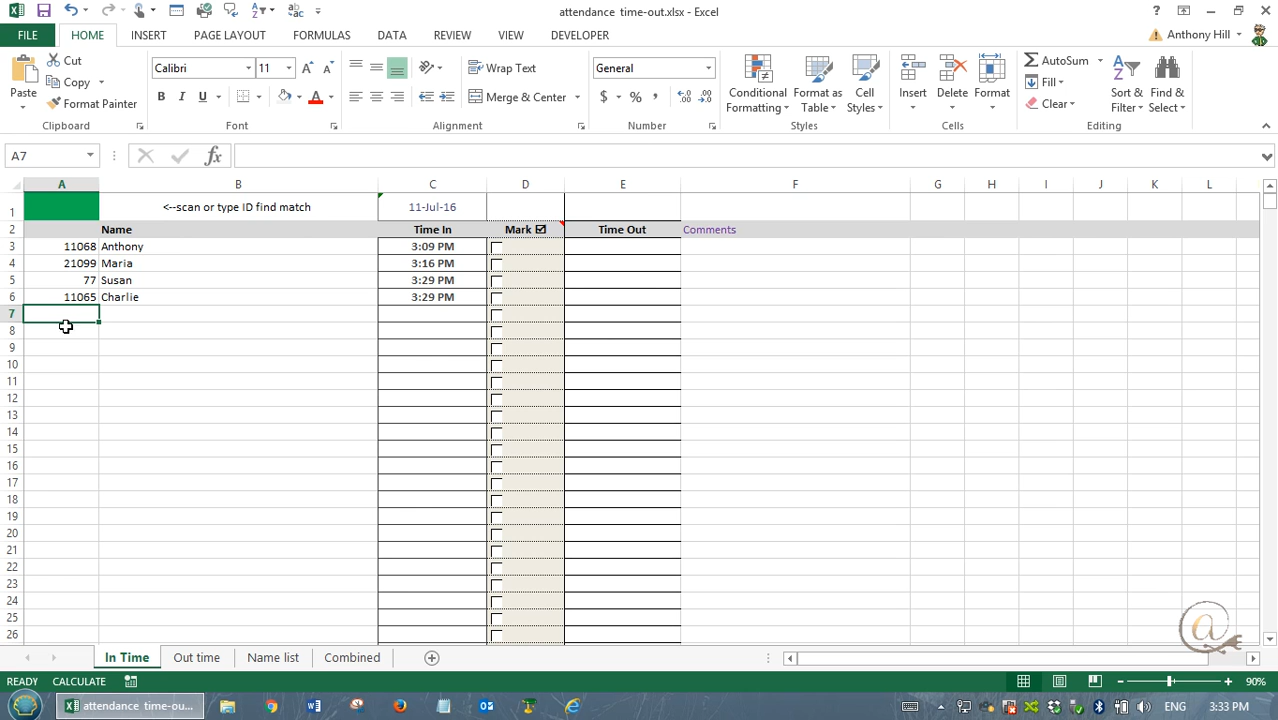 attendance time-out.xlsx - Excel
FILE HOME INSERT PAGE LAYOUT FORMULAS DATA REVIEW VIEW DEVELOPER Anthony Hill
Paste Cut Copy Format Painter
Calibri 11
B I U A
Wrap Text
Merge & Center
General
$ % ,
Conditional Formatting
Format as Table
Cell Styles
Insert Delete Format
AutoSum
Fill
Clear
Sort & Filter
Find & Select
Clipboard Font Alignment Number Styles Cells Editing
A7 fx
A B C D E F G H I J K L
1 <--scan or type ID find match 11-Jul-16
2 Name Time In Mark ☑ Time Out Comments
3 11068 Anthony 3:09 PM
4 21099 Maria 3:16 PM
5 77 Susan 3:29 PM
6 11065 Charlie 3:29 PM
7
8
9
10
11
12
13
14
15
16
17
18
19
20
21
22
23
24
25
26
In Time Out time Name list Combined
READY CALCULATE 90%
attendance time-ou... ENG 3:33 PM